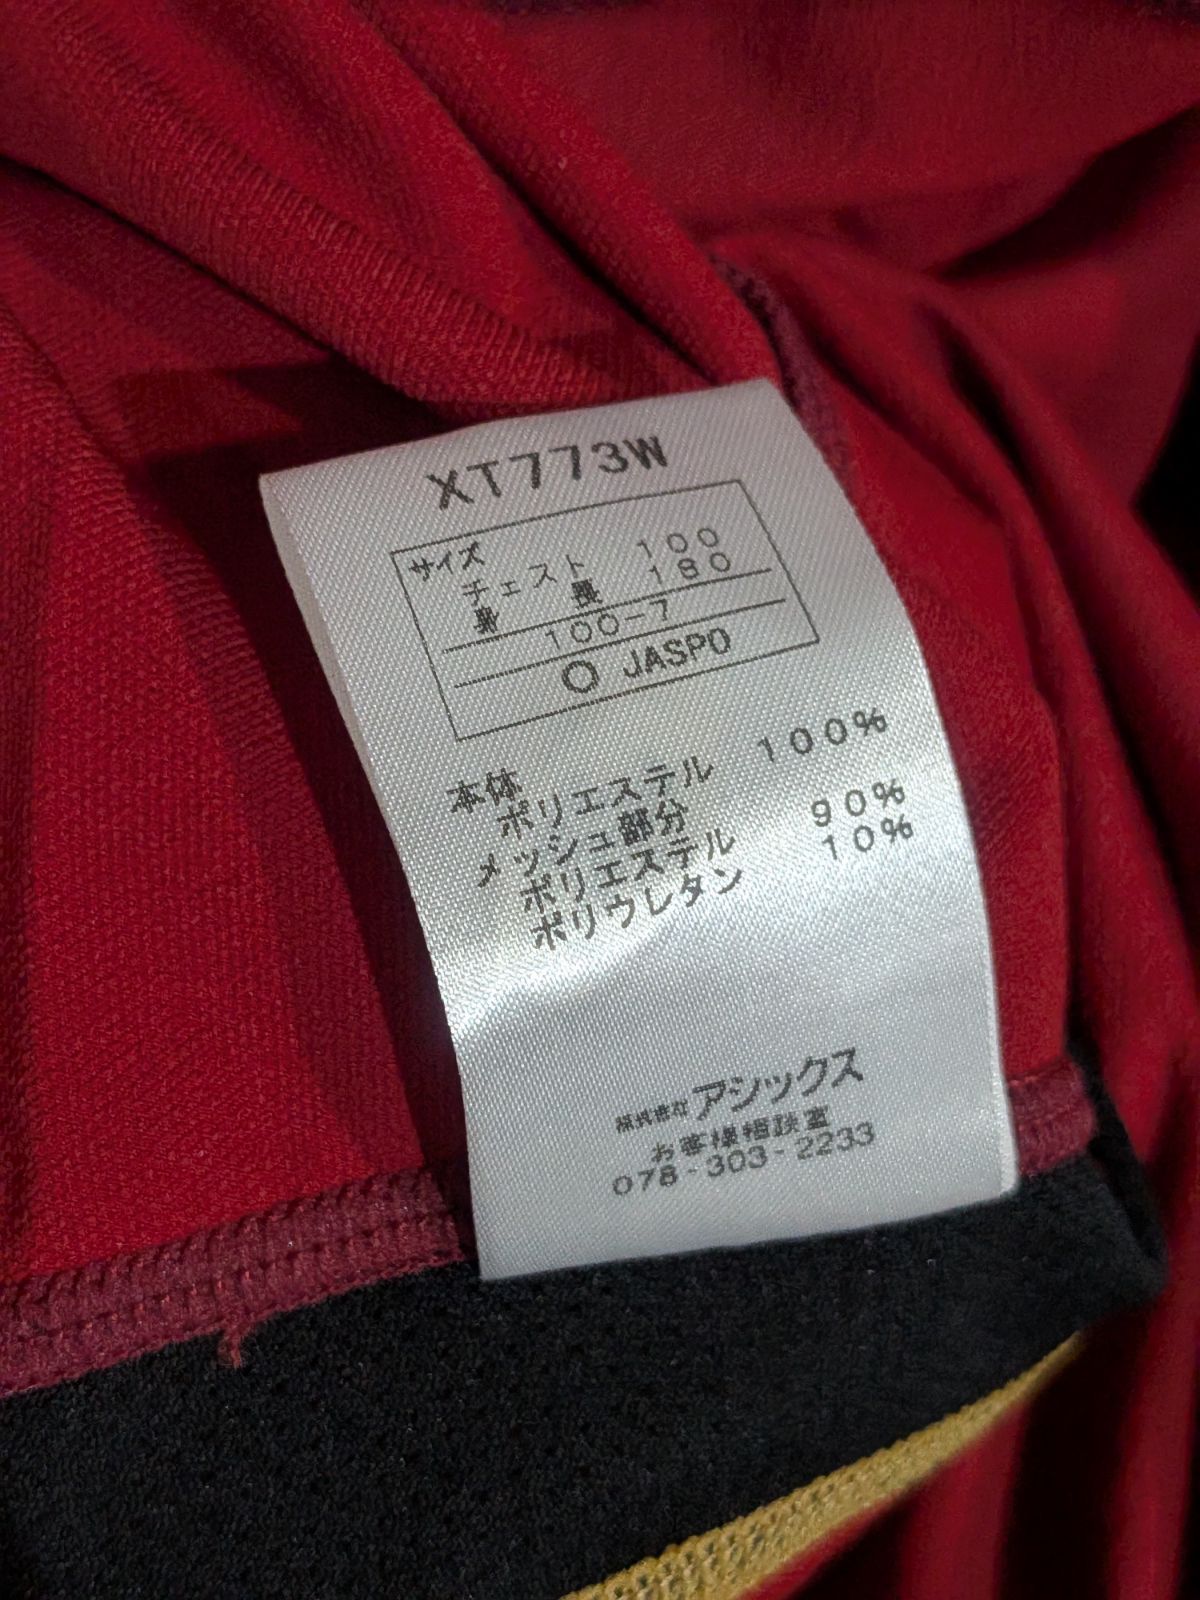 XT773W
サイズ
チェスト 100
身長 180
100-7
O JASPO
本体
ポリエステル 100%
メッシュ部分
ポリエステル 90%
ポリウレタン 10%
株式会社アシックス
お客様相談室
078-303-2233